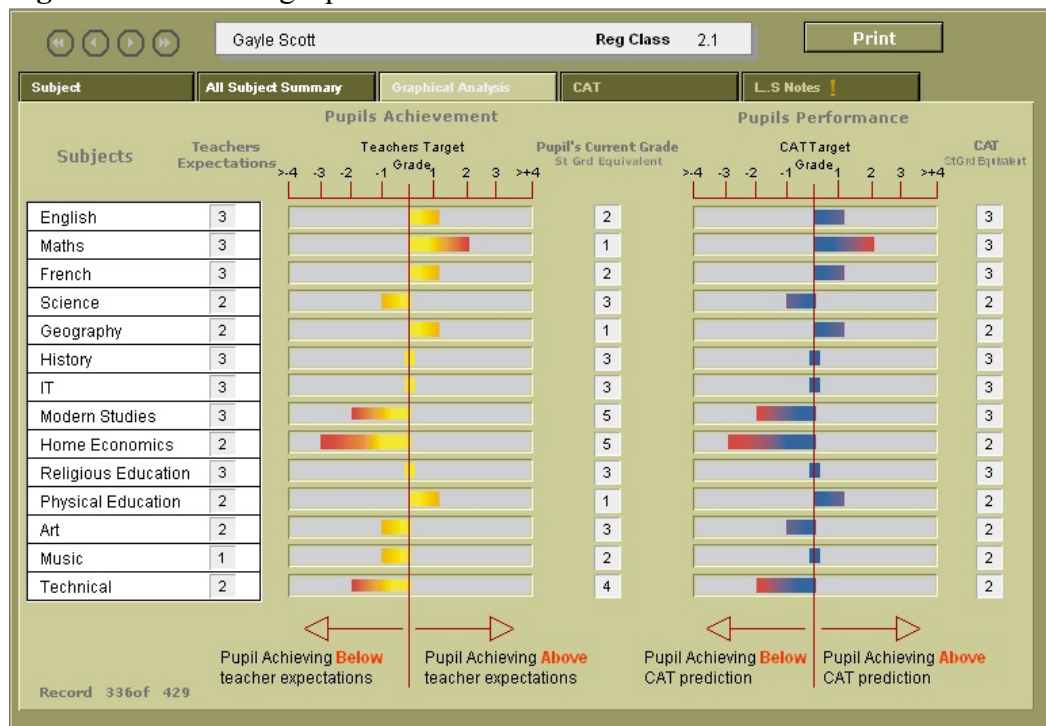 Gayle Scott Reg Class 2.1 Print
Subject All Subject Summary Graphical Analysis CAT L..S Notes !
Pupils Achievement Pupils Performance
Subjects Teachers Expectations Teachers Target Grade Pupil's Current Grade St Grd Equivalent CAT Target Grade CAT StGrd Equivalent
>-4 -3 -2 -1 1 2 3 >+4 >-4 -3 -2 -1 1 2 3 >+4
English 3 2 3
Maths 3 1 3
French 3 2 3
Science 2 3 2
Geography 2 1 2
History 3 3 3
IT 3 3 3
Modern Studies 3 5 3
Home Economics 2 5 2
Religious Education 3 3 3
Physical Education 2 1 2
Art 2 3 2
Music 1 2 2
Technical 2 4 2
Pupil Achieving Below teacher expectations
Pupil Achieving Above teacher expectations
Pupil Achieving Below CAT prediction
Pupil Achieving Above CAT prediction
Record 336of 429